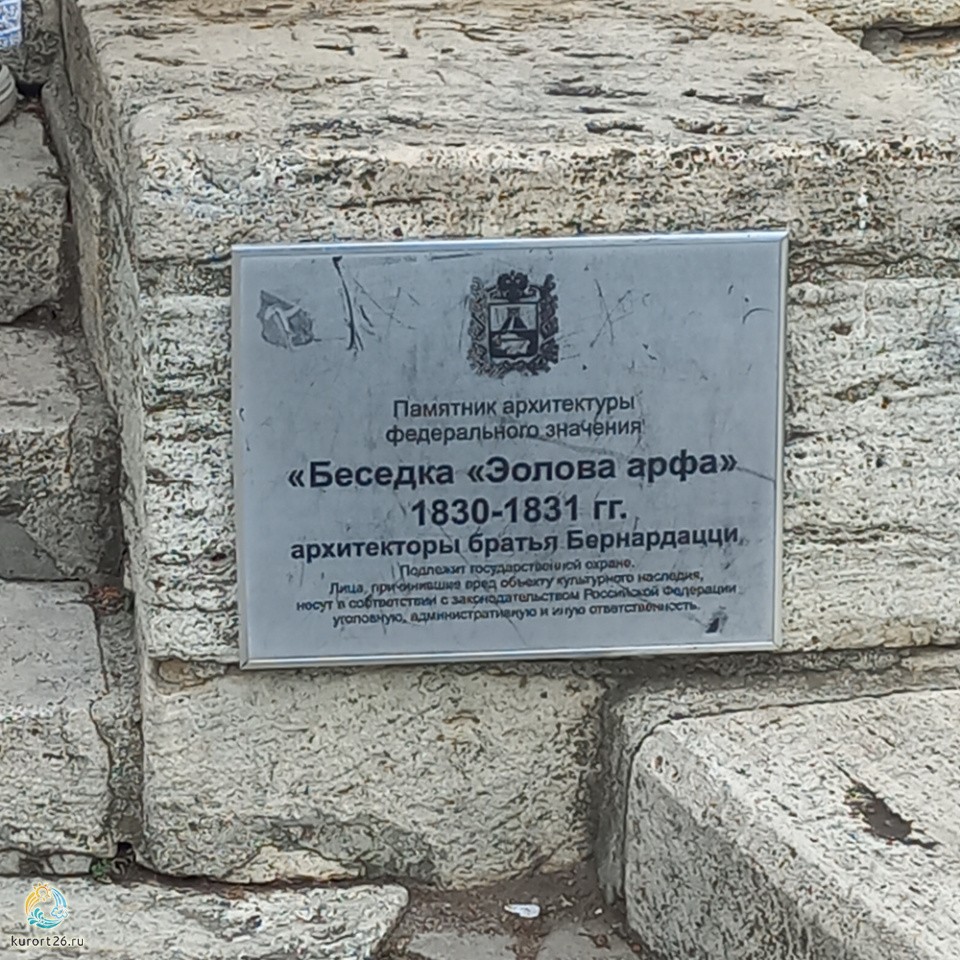 Памятник архитектуры
федерального значения
«Беседка «Эолова арфа»
1830-1831 гг.
архитекторы братья Бернардацци
Подлежит государственной охране.
Лица, причинившие вред объекту культурного наследия,
несут в соответствии с законодательством Российской Федерации
уголовную, административную и иную ответственность.
kurort26.ru